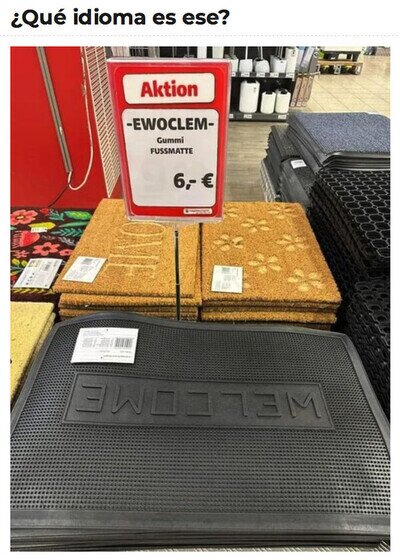 ¿Qué idioma es ese?
Aktion
-EWOCLEM-
Gummi
FUSSMATTE
6,- €
WELCOME